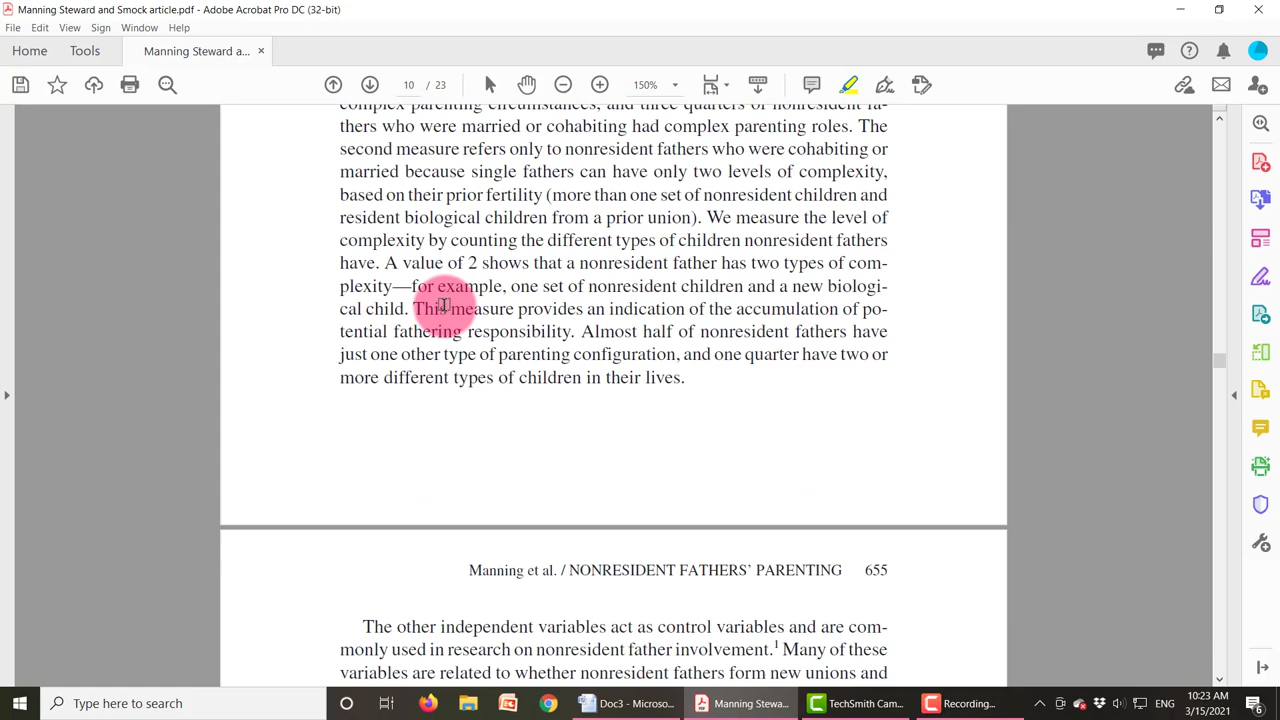 Manning Steward and Smock article.pdf - Adobe Acrobat Pro DC (32-bit)
File Edit View Sign Window Help
Home Tools Manning Steward a... ×
10 / 23 150%
complex parenting circumstances, and three quarters of nonresident fa-
thers who were married or cohabiting had complex parenting roles. The
second measure refers only to nonresident fathers who were cohabiting or
married because single fathers can have only two levels of complexity,
based on their prior fertility (more than one set of nonresident children and
resident biological children from a prior union). We measure the level of
complexity by counting the different types of children nonresident fathers
have. A value of 2 shows that a nonresident father has two types of com-
plexity—for example, one set of nonresident children and a new biologi-
cal child. This measure provides an indication of the accumulation of po-
tential fathering responsibility. Almost half of nonresident fathers have
just one other type of parenting configuration, and one quarter have two or
more different types of children in their lives.
Manning et al. / NONRESIDENT FATHERS' PARENTING 655
The other independent variables act as control variables and are com-
monly used in research on nonresident father involvement.1 Many of these
variables are related to whether nonresident fathers form new unions and
Type here to search
Doc3 - Microso... Manning Stewa... TechSmith Cam... Recording...
ENG
10:23 AM
3/15/2021
6